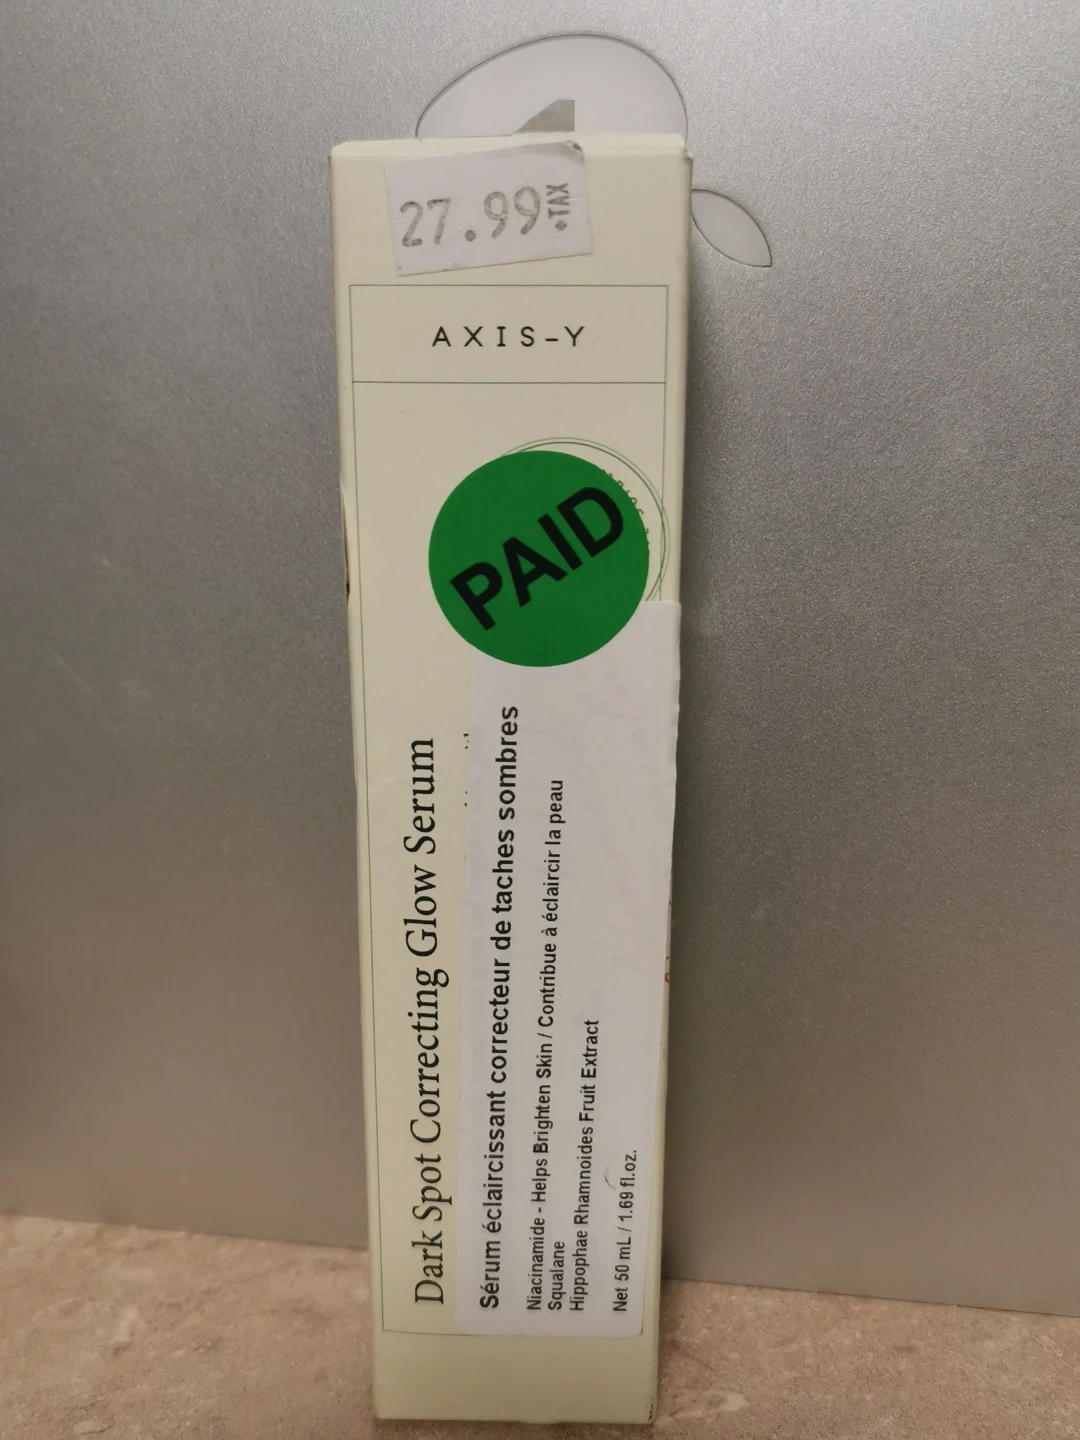 27.99+TAX
AXIS-Y
PAID
Dark Spot Correcting Glow Serum
Sérum éclaircissant correcteur de taches sombres
Niacinamide - Helps Brighten Skin / Contribue à éclaircir la peau
Squalane
Hippophae Rhamnoides Fruit Extract
Net 50 mL / 1.69 fl.oz.